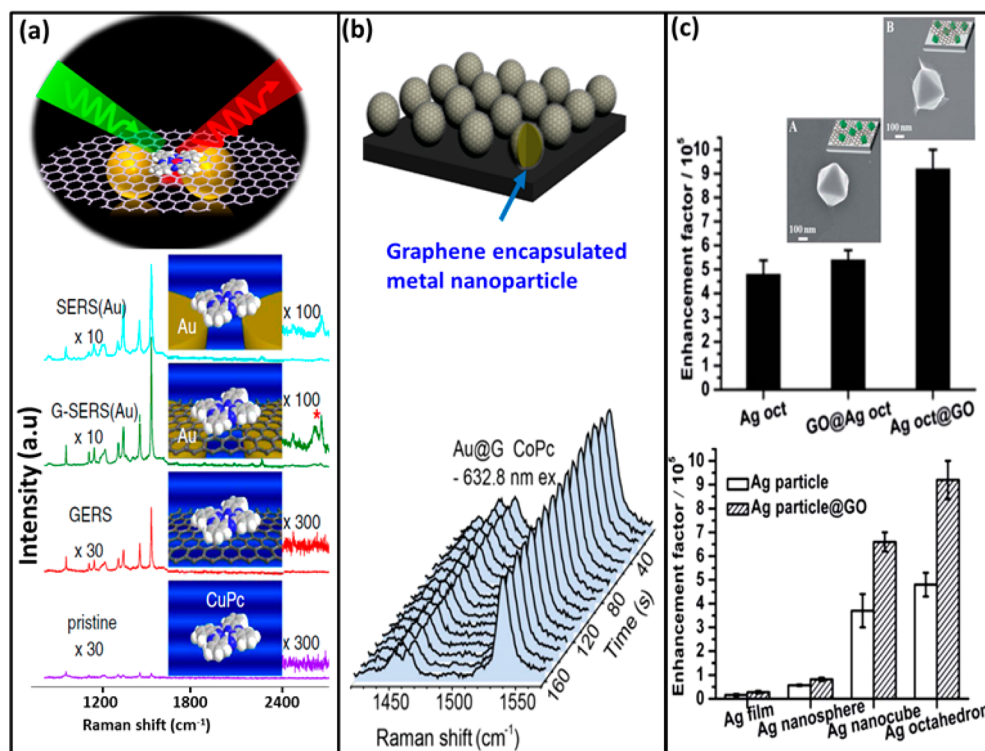 (a)
SERS(Au)
x 10
Au
x 100
G-SERS(Au)
x 10
Au
x 100
*
GERS
x 30
x 300
pristine
x 30
CuPc
x 300
Intensity (a.u)
1200
1800
2400
Raman shift (cm⁻¹)
(b)
Graphene encapsulated
metal nanoparticle
Au@G CoPc
- 632.8 nm ex.
40
80
120
160
Time (s)
1450
1500
1550
Raman shift (cm⁻¹)
(c)
B
100 nm
A
100 nm
Enhancement factor / 10⁵
10
9
8
7
6
5
4
3
2
1
0
Ag oct
GO@Ag oct
Ag oct@GO
Enhancement factor / 10⁵
10
9
8
7
6
5
4
3
2
1
0
Ag particle
Ag particle@GO
Ag film
Ag nanosphere
Ag nanocube
Ag octahedron